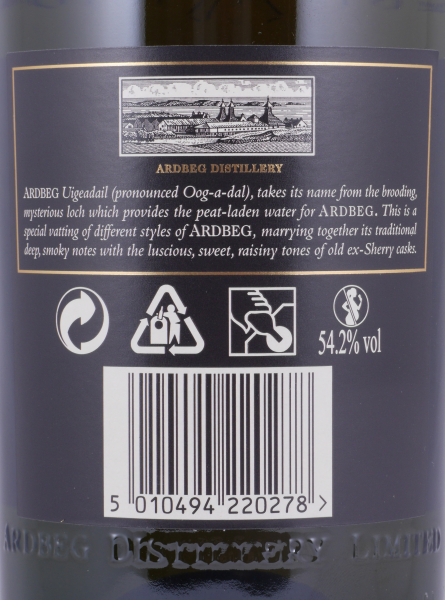 ARDBEG DISTILLERY
ARDBEG Uigeadail (pronounced Oog-a-dal), takes its name from the brooding,
mysterious loch which provides the peat-laden water for ARDBEG. This is a
special vatting of different styles of ARDBEG, marrying together its traditional
deep, smoky notes with the luscious, sweet, raisiny tones of old ex-Sherry casks.
54.2% vol
5 010494 220278 >
ARDBEG DISTILLERY LIMITED